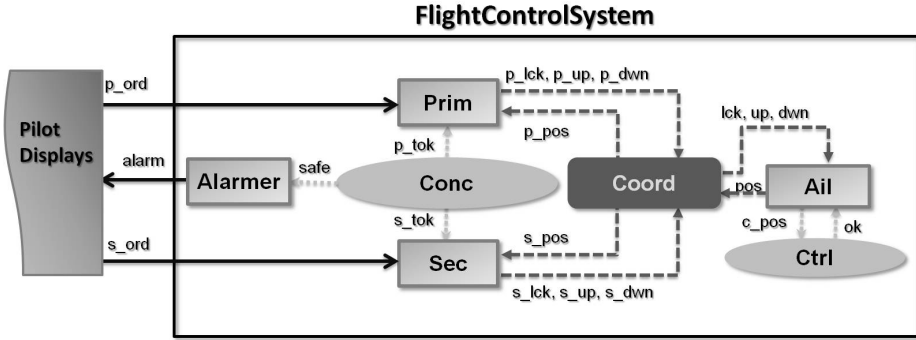 FlightControlSystem
p_ord
p_lck, p_up, p_dwn
Prim
Pilot
Displays
p_pos
lck, up, dwn
p_tok
alarm
safe
Alarmer
Conc
Coord
pos
Ail
s_tok
c_pos
ok
s_ord
s_pos
Sec
Ctrl
s_lck, s_up, s_dwn